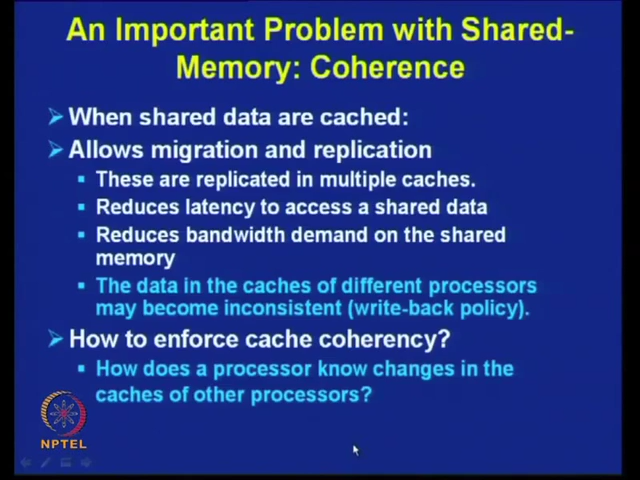 An Important Problem with Shared-
Memory: Coherence
When shared data are cached:
Allows migration and replication
These are replicated in multiple caches.
Reduces latency to access a shared data
Reduces bandwidth demand on the shared
memory
The data in the caches of different processors
may become inconsistent (write-back policy).
How to enforce cache coherency?
How does a processor know changes in the
caches of other processors?
NPTEL